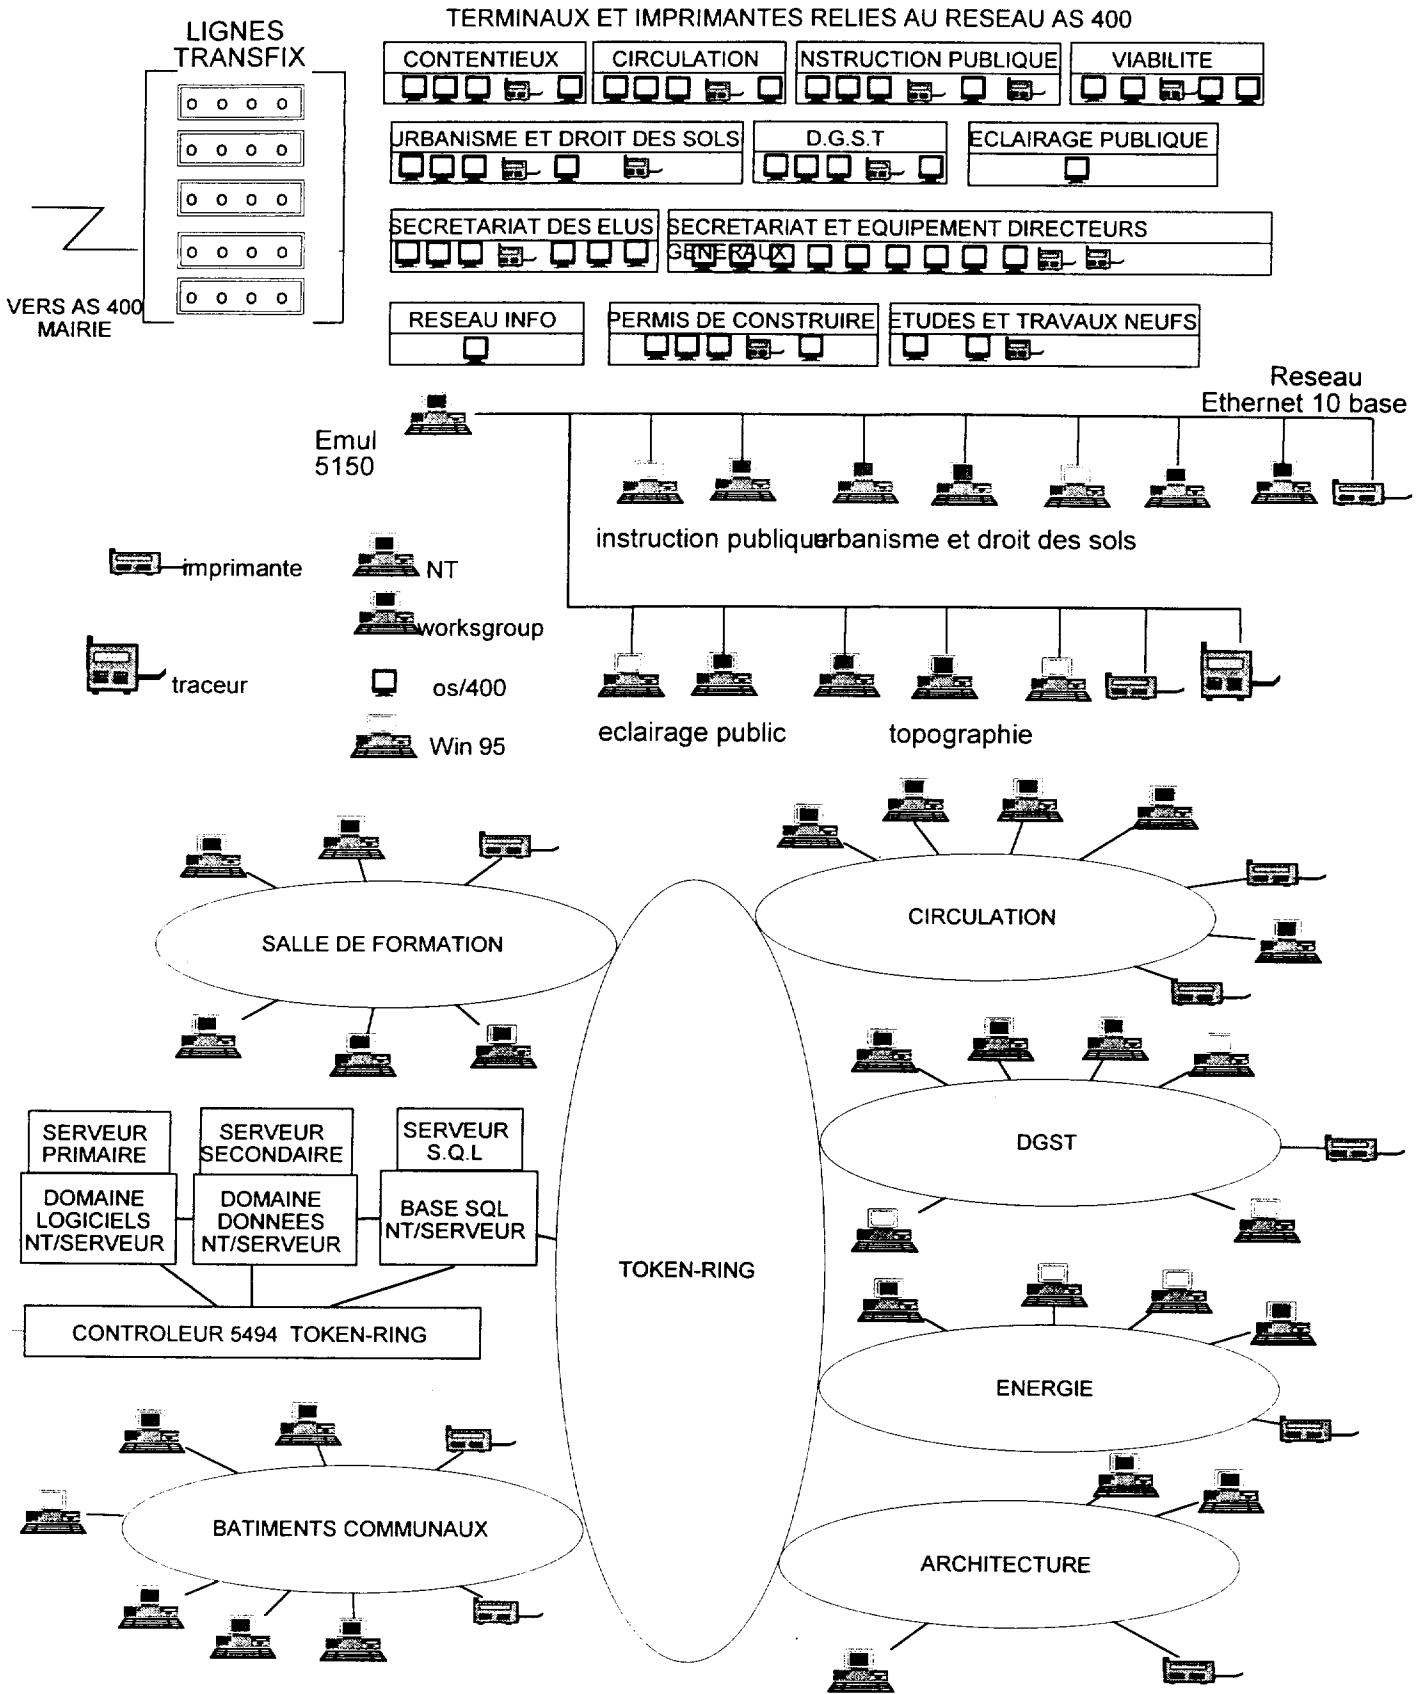 LIGNES
TRANSFIX
VERS AS 400
MAIRIE
TERMINAUX ET IMPRIMANTES RELIES AU RESEAU AS 400
CONTENTIEUX
CIRCULATION
NSTRUCTION PUBLIQUE
VIABILITE
URBANISME ET DROIT DES SOLS
D.G.S.T
ECLAIRAGE PUBLIQUE
SECRETARIAT DES ELUS
SECRETARIAT ET EQUIPEMENT DIRECTEURS
GENERAUX
RESEAU INFO
PERMIS DE CONSTRUIRE
ETUDES ET TRAVAUX NEUFS
Reseau
Ethernet 10 base
Emul
5150
instruction publique
urbanisme et droit des sols
imprimante
NT
worksgroup
traceur
os/400
Win 95
eclairage public
topographie
SALLE DE FORMATION
CIRCULATION
DGST
SERVEUR
PRIMAIRE
SERVEUR
SECONDAIRE
SERVEUR
S.Q.L
DOMAINE
LOGICIELS
NT/SERVEUR
DOMAINE
DONNEES
NT/SERVEUR
BASE SQL
NT/SERVEUR
TOKEN-RING
CONTROLEUR 5494 TOKEN-RING
ENERGIE
BATIMENTS COMMUNAUX
ARCHITECTURE